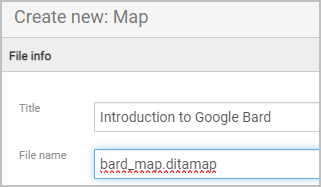 Create new: Map
File info
Title
Introduction to Google Bard
File name
bard_map.ditamap